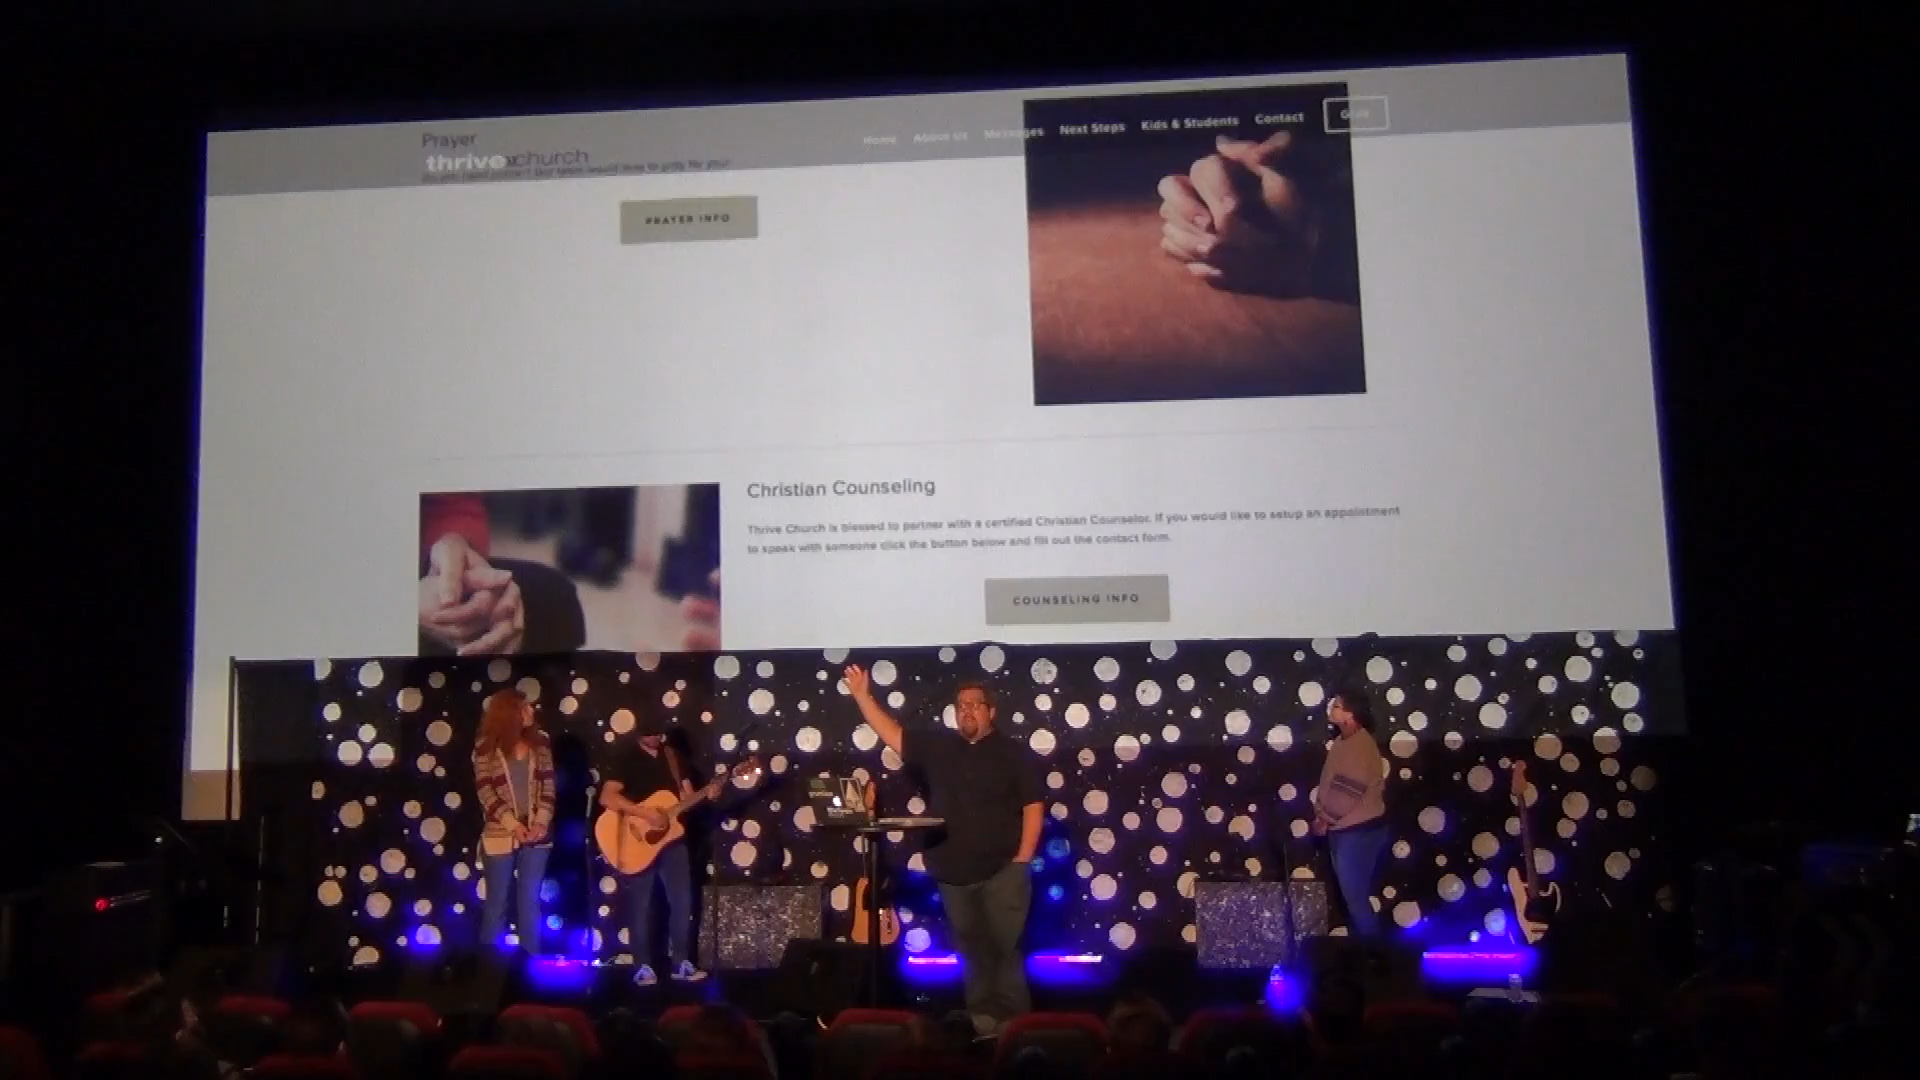 Prayer
thrive church
Home About Us Messages Next Steps Kids & Students Contact Give
PRAYER INFO
Christian Counseling
Thrive Church is blessed to partner with a certified Christian Counselor. If you would like to setup an appointment
to speak with someone click the button below and fill out the contact form.
COUNSELING INFO